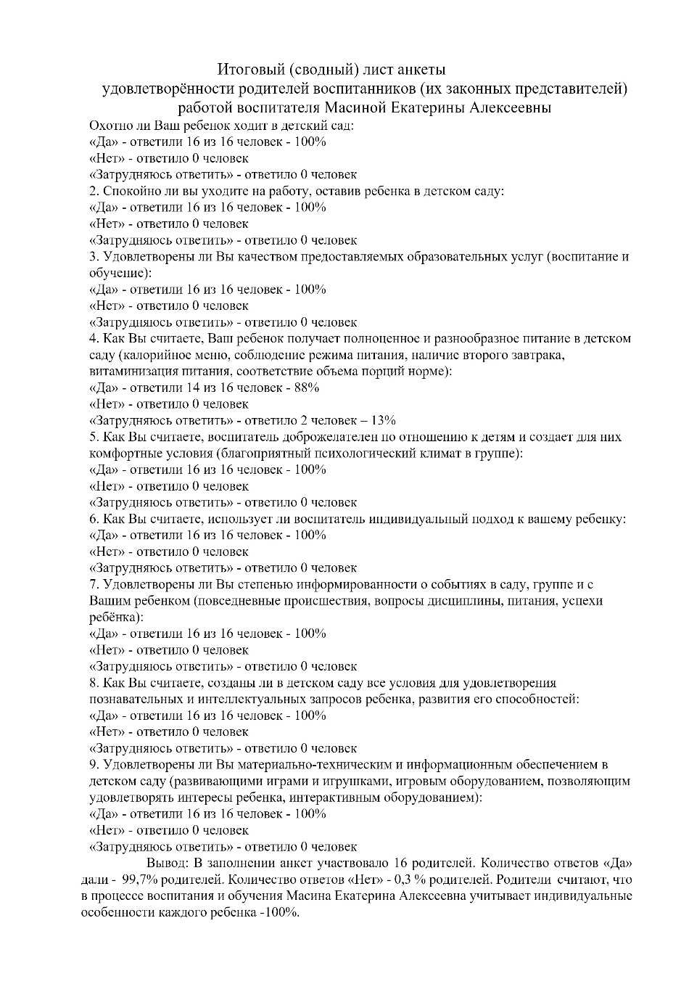 Итоговый (сводный) лист анкеты
удовлетворённости родителей воспитанников (их законных представителей)
работой воспитателя Масиной Екатерины Алексеевны
Охотно ли Ваш ребенок ходит в детский сад:
«Да» - ответили 16 из 16 человек - 100%
«Нет» - ответило 0 человек
«Затрудняюсь ответить» - ответило 0 человек
2. Спокойно ли вы уходите на работу, оставив ребенка в детском саду:
«Да» - ответили 16 из 16 человек - 100%
«Нет» - ответило 0 человек
«Затрудняюсь ответить» - ответило 0 человек
3. Удовлетворены ли Вы качеством предоставляемых образовательных услуг (воспитание и
обучение):
«Да» - ответили 16 из 16 человек - 100%
«Нет» - ответило 0 человек
«Затрудняюсь ответить» - ответило 0 человек
4. Как Вы считаете, Ваш ребенок получает полноценное и разнообразное питание в детском
саду (калорийное меню, соблюдение режима питания, наличие второго завтрака,
витаминизация питания, соответствие объема порций норме):
«Да» - ответили 14 из 16 человек - 88%
«Нет» - ответило 0 человек
«Затрудняюсь ответить» - ответило 2 человек – 13%
5. Как Вы считаете, воспитатель доброжелателен по отношению к детям и создает для них
комфортные условия (благоприятный психологический климат в группе):
«Да» - ответили 16 из 16 человек - 100%
«Нет» - ответило 0 человек
«Затрудняюсь ответить» - ответило 0 человек
6. Как Вы считаете, использует ли воспитатель индивидуальный подход к вашему ребенку:
«Да» - ответили 16 из 16 человек - 100%
«Нет» - ответило 0 человек
«Затрудняюсь ответить» - ответило 0 человек
7. Удовлетворены ли Вы степенью информированности о событиях в саду, группе и с
Вашим ребенком (повседневные происшествия, вопросы дисциплины, питания, успехи
ребёнка):
«Да» - ответили 16 из 16 человек - 100%
«Нет» - ответило 0 человек
«Затрудняюсь ответить» - ответило 0 человек
8. Как Вы считаете, созданы ли в детском саду все условия для удовлетворения
познавательных и интеллектуальных запросов ребенка, развития его способностей:
«Да» - ответили 16 из 16 человек - 100%
«Нет» - ответило 0 человек
«Затрудняюсь ответить» - ответило 0 человек
9. Удовлетворены ли Вы материально-техническим и информационным обеспечением в
детском саду (развивающими играми и игрушками, игровым оборудованием, позволяющим
удовлетворять интересы ребенка, интерактивным оборудованием):
«Да» - ответили 16 из 16 человек - 100%
«Нет» - ответило 0 человек
«Затрудняюсь ответить» - ответило 0 человек
Вывод: В заполнении анкет участвовало 16 родителей. Количество ответов «Да»
дали - 99,7% родителей. Количество ответов «Нет» - 0,3 % родителей. Родители считают, что
в процессе воспитания и обучения Масина Екатерина Алексеевна учитывает индивидуальные
особенности каждого ребенка -100%.